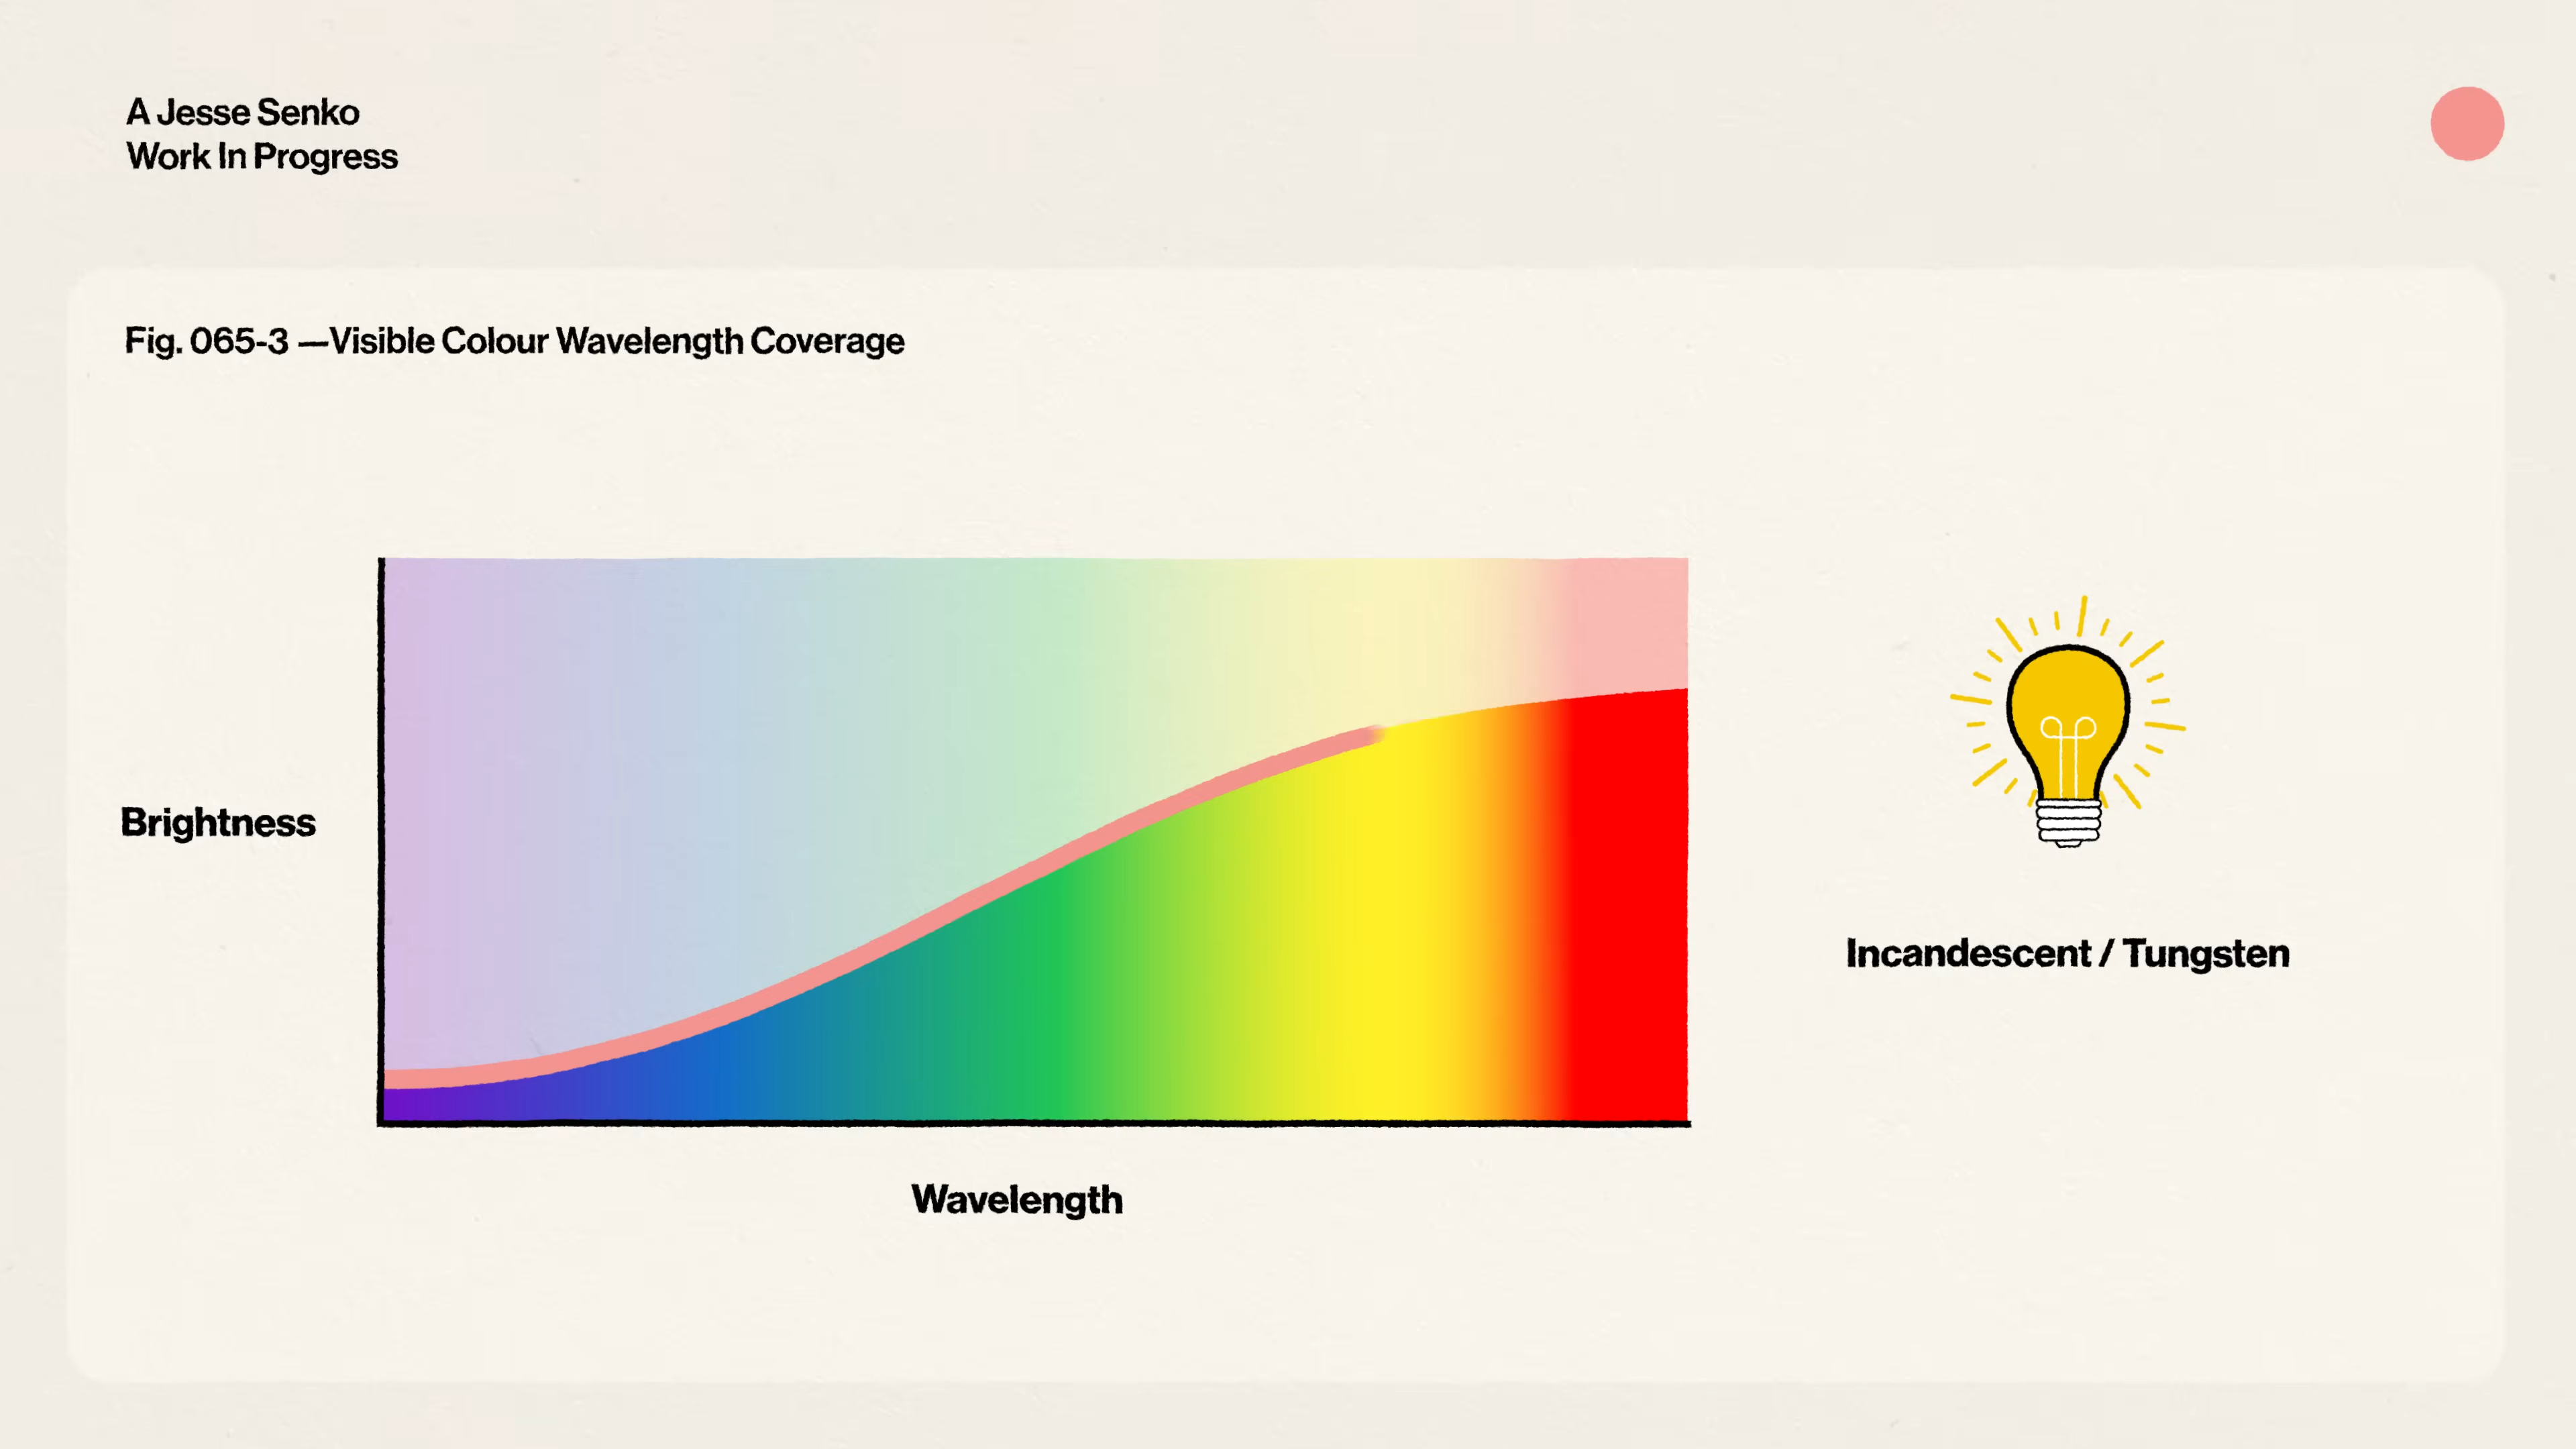 A Jesse Senko
Work In Progress
Fig. 065-3 —Visible Colour Wavelength Coverage
Brightness
Incandescent / Tungsten
Wavelength